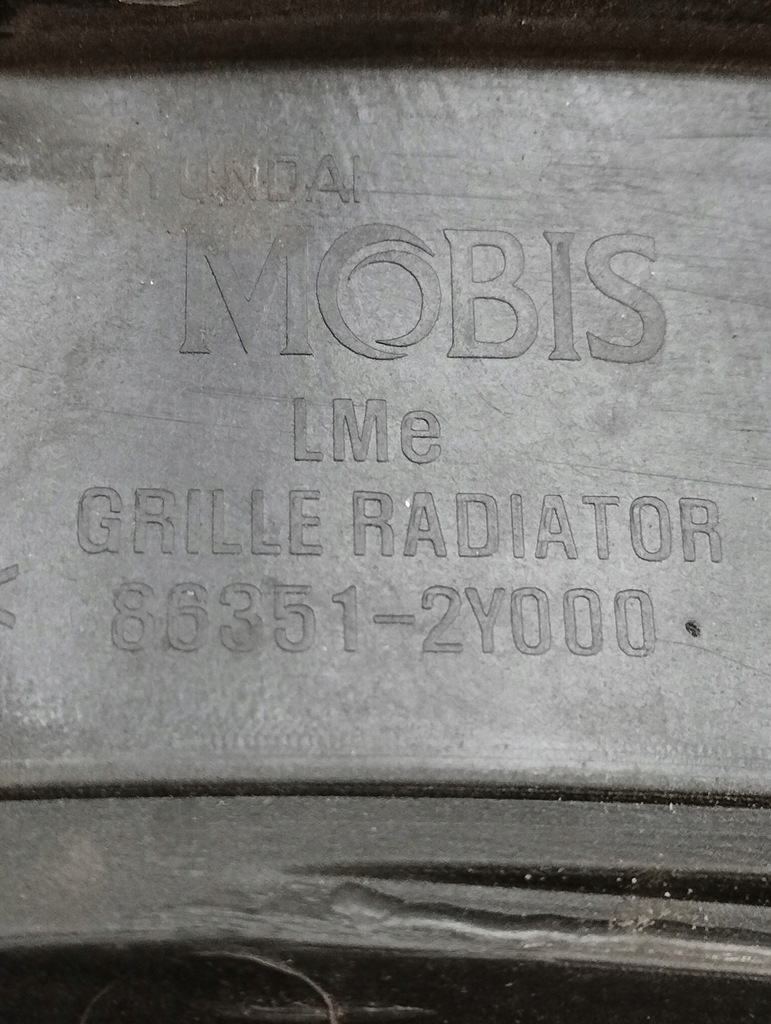 HYUNDAI
MOBIS
LMe
GRILLE RADIATOR
86351-2Y000